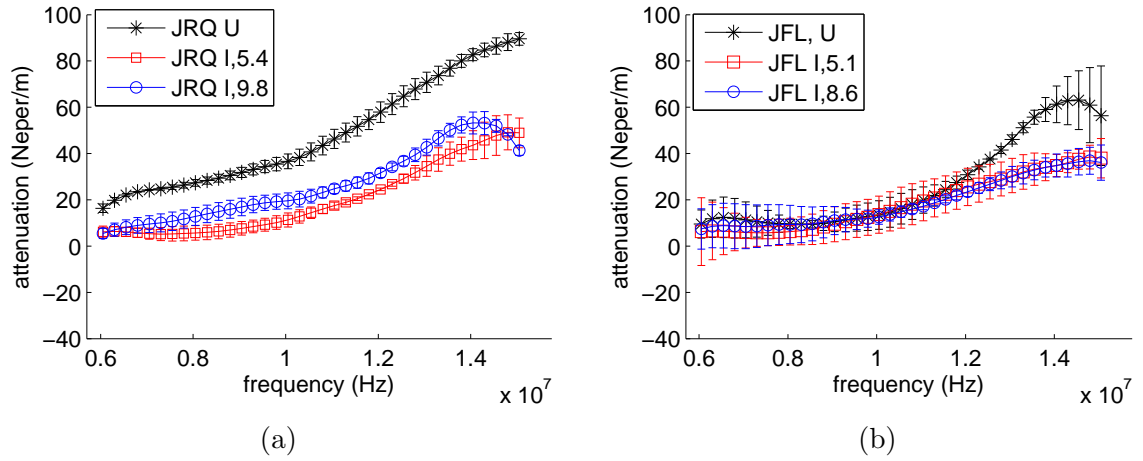 JRQ U
JRQ I,5.4
JRQ I,9.8
100
80
60
40
20
0
−20
−40
attenuation (Neper/m)
0.6
0.8
1
1.2
1.4
frequency (Hz)
x 10^7
(a)
JFL, U
JFL I,5.1
JFL I,8.6
100
80
60
40
20
0
−20
−40
attenuation (Neper/m)
0.6
0.8
1
1.2
1.4
frequency (Hz)
x 10^7
(b)